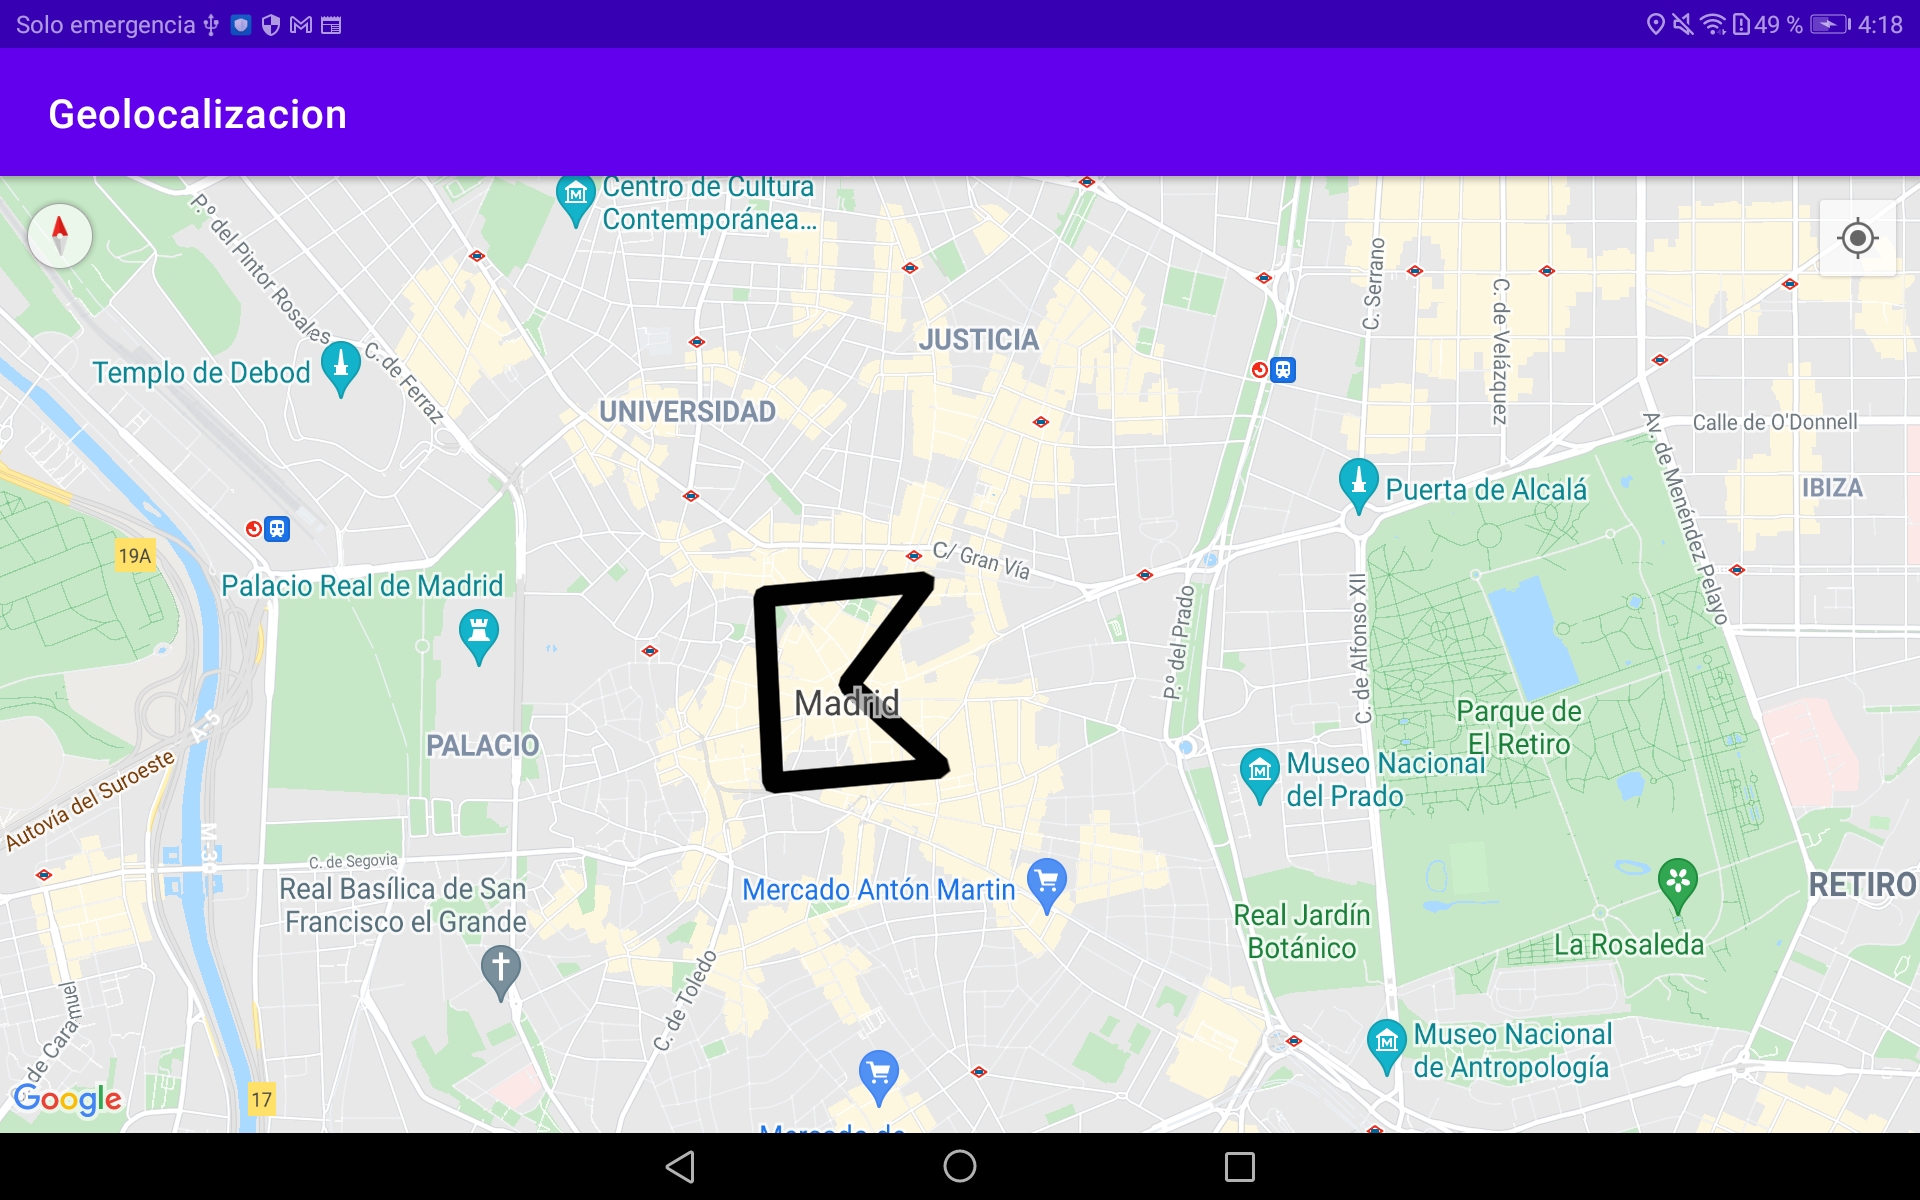 Solo emergencia
49 %
4:18
Geolocalizacion
Centro de Cultura
Contemporánea...
P.º del Pintor Rosales
C. Serrano
C. de Velázquez
JUSTICIA
Templo de Debod
C. de Ferraz
UNIVERSIDAD
Calle de O'Donnell
Av. de Menéndez Pelayo
Puerta de Alcalá
IBIZA
19A
C/ Gran Vía
Palacio Real de Madrid
P.º del Prado
C. de Alfonso XII
Madrid
Parque de
El Retiro
A-5
PALACIO
Museo Nacional
del Prado
Autovía del Suroeste
M-30
C. de Segovia
Real Basílica de San
Francisco el Grande
Mercado Antón Martin
RETIRO
Real Jardín
Botánico
La Rosaleda
C. de Toledo
Museo Nacional
de Antropología
de Caramuel
Google
17
Mercado de